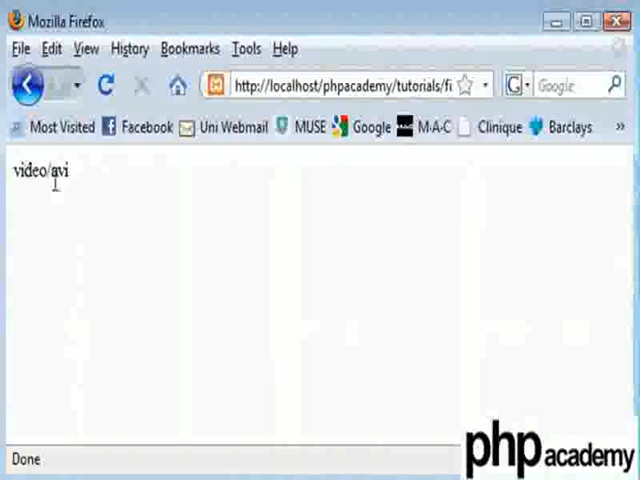 Mozilla Firefox
File Edit View History Bookmarks Tools Help
http://localhost/phpacademy/tutorials/fi
Google
Most Visited Facebook Uni Webmail MUSE Google M·A·C Clinique Barclays »
video/avi
Done
php academy